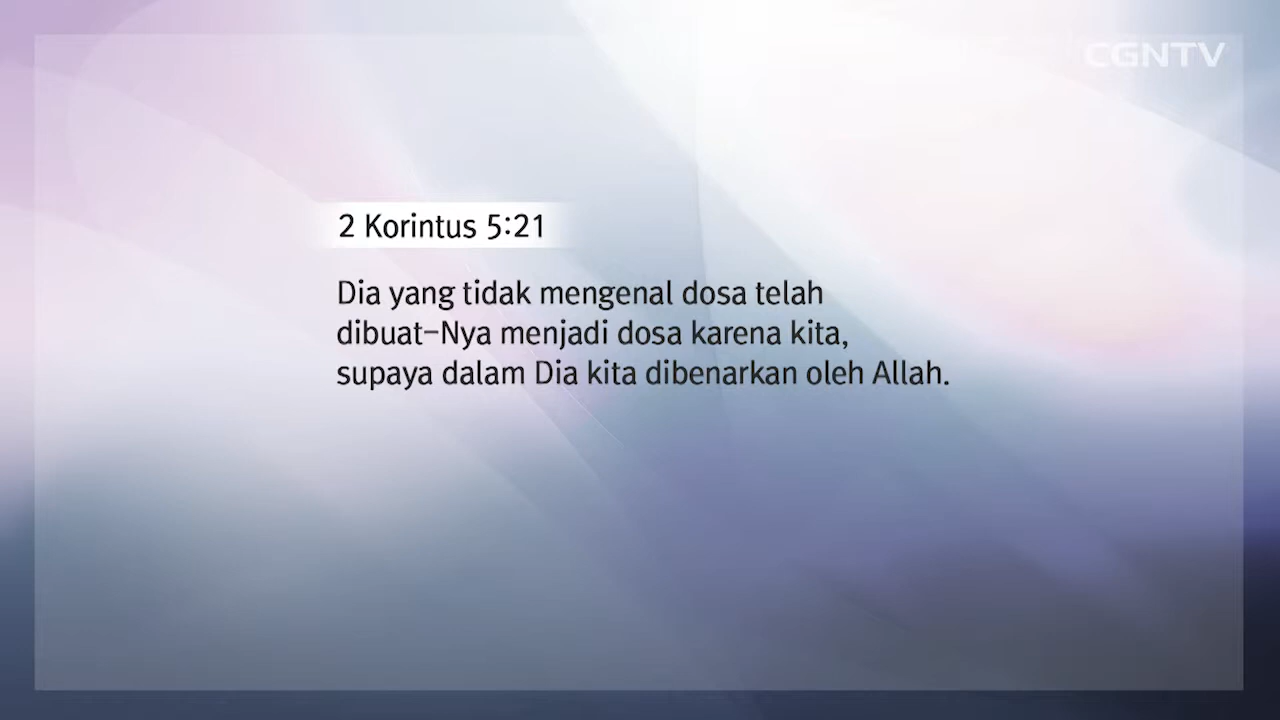 CGNTV
2 Korintus 5:21
Dia yang tidak mengenal dosa telah
dibuat-Nya menjadi dosa karena kita,
supaya dalam Dia kita dibenarkan oleh Allah.